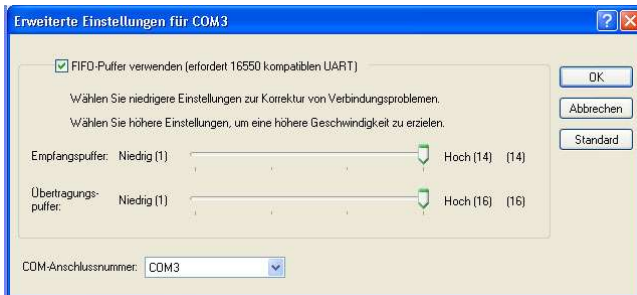 Erweiterte Einstellungen für COM3
FIFO-Puffer verwenden (erfordert 16550 kompatiblen UART)
OK
Wählen Sie niedrigere Einstellungen zur Korrektur von Verbindungsproblemen.
Abbrechen
Wählen Sie höhere Einstellungen, um eine höhere Geschwindigkeit zu erzielen.
Standard
Empfangspuffer: Niedrig (1) Hoch (14) (14)
Übertragungs-
puffer: Niedrig (1) Hoch (16) (16)
COM-Anschlussnummer: COM3